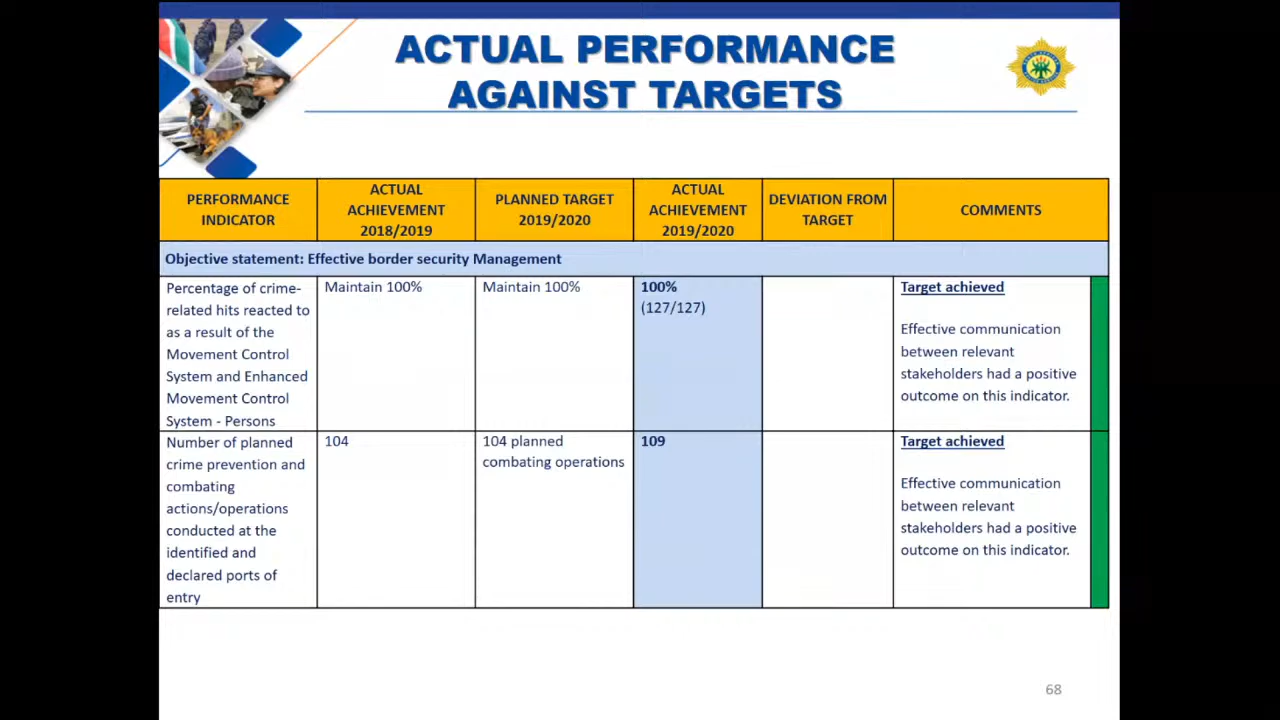 ACTUAL PERFORMANCE
AGAINST TARGETS
PERFORMANCE
INDICATOR
ACTUAL
ACHIEVEMENT
2018/2019
PLANNED TARGET
2019/2020
ACTUAL
ACHIEVEMENT
2019/2020
DEVIATION FROM
TARGET
COMMENTS
Objective statement: Effective border security Management
Percentage of crime-
related hits reacted to
as a result of the
Movement Control
System and Enhanced
Movement Control
System - Persons
Maintain 100%
Maintain 100%
100%
(127/127)
Target achieved
Effective communication
between relevant
stakeholders had a positive
outcome on this indicator.
Number of planned
crime prevention and
combating
actions/operations
conducted at the
identified and
declared ports of
entry
104
104 planned
combating operations
109
Target achieved
Effective communication
between relevant
stakeholders had a positive
outcome on this indicator.
68